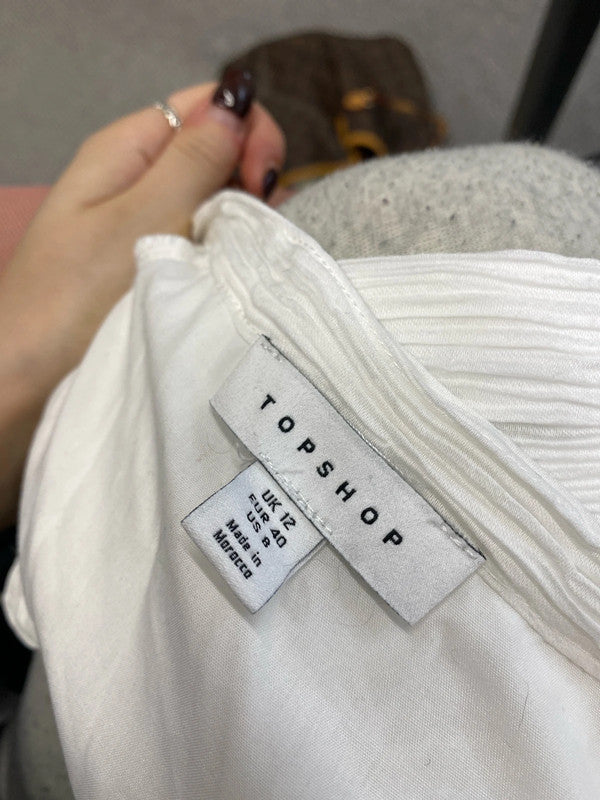 TOPSHOP
UK 12
EUR 40
US 8
Made in
Morocco